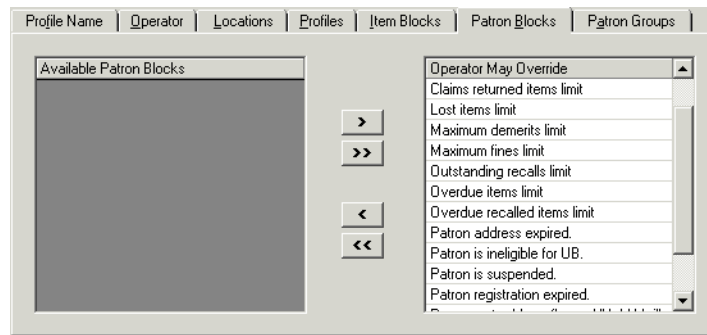 Profile Name
Operator
Locations
Profiles
Item Blocks
Patron Blocks
Patron Groups
Available Patron Blocks
>
>>
<
<<
Operator May Override
Claims returned items limit
Lost items limit
Maximum demerits limit
Maximum fines limit
Outstanding recalls limit
Overdue items limit
Overdue recalled items limit
Patron address expired.
Patron is ineligible for UB.
Patron is suspended.
Patron registration expired.